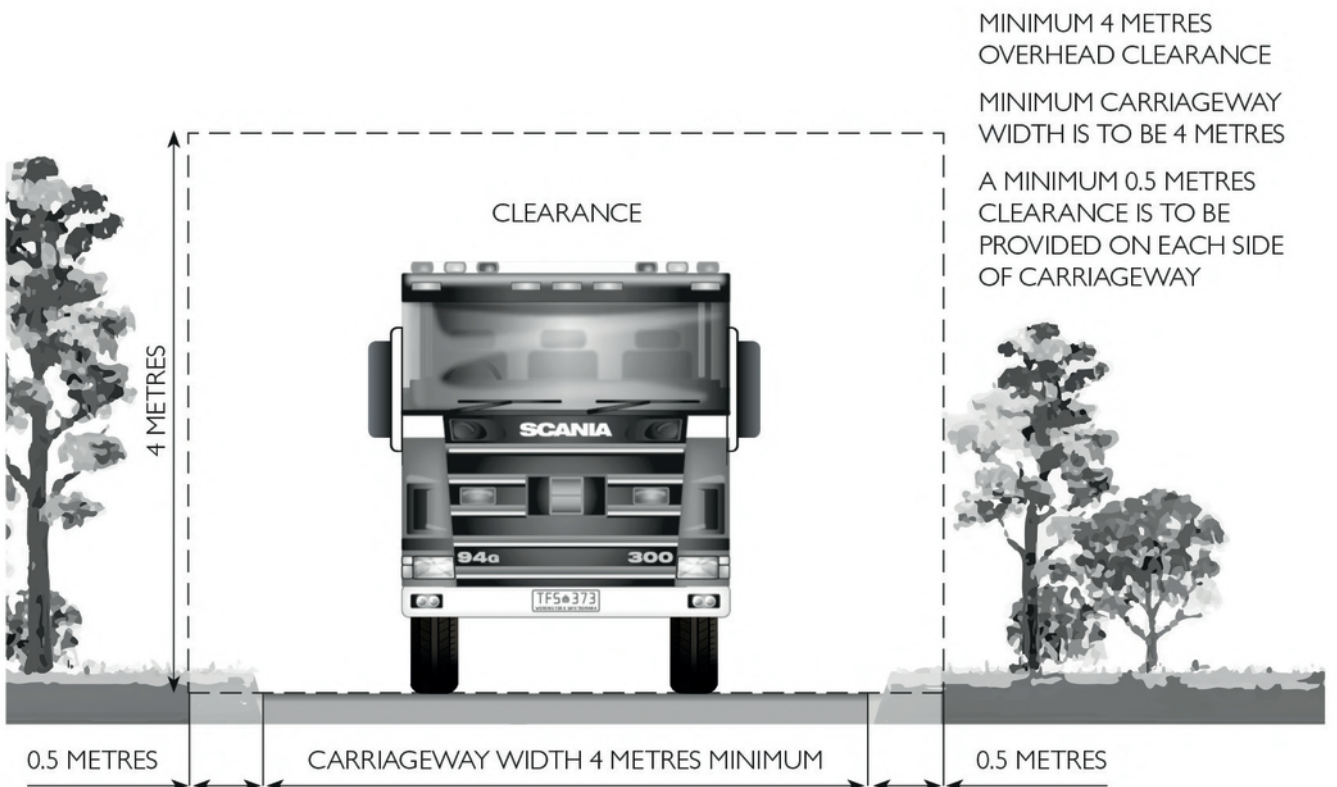 MINIMUM 4 METRES
OVERHEAD CLEARANCE
MINIMUM CARRIAGEWAY
WIDTH IS TO BE 4 METRES
A MINIMUM 0.5 METRES
CLEARANCE IS TO BE
PROVIDED ON EACH SIDE
OF CARRIAGEWAY
CLEARANCE
4 METRES
SCANIA
94G 300
TFS 373
0.5 METRES
CARRIAGEWAY WIDTH 4 METRES MINIMUM
0.5 METRES